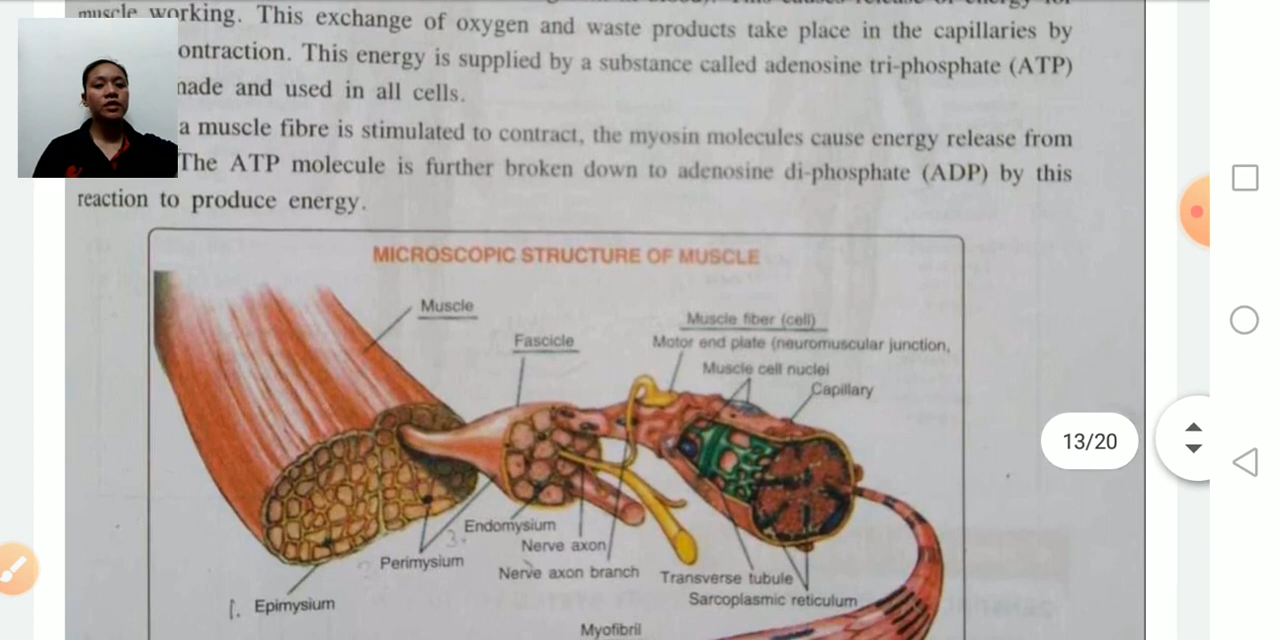 muscle working. This exchange of oxygen and waste products take place in the capillaries by
ontraction. This energy is supplied by a substance called adenosine tri-phosphate (ATP)
nade and used in all cells.
a muscle fibre is stimulated to contract, the myosin molecules cause energy release from
The ATP molecule is further broken down to adenosine di-phosphate (ADP) by this
reaction to produce energy.
MICROSCOPIC STRUCTURE OF MUSCLE
Muscle
Muscle fiber (cell)
Fascicle
Motor end plate (neuromuscular junction,
Muscle cell nuclei
Capillary
13/20
Endomysium
3.
Nerve axon
Perimysium
Nerve axon branch
Transverse tubule
Sarcoplasmic reticulum
1. Epimysium
Myofibril